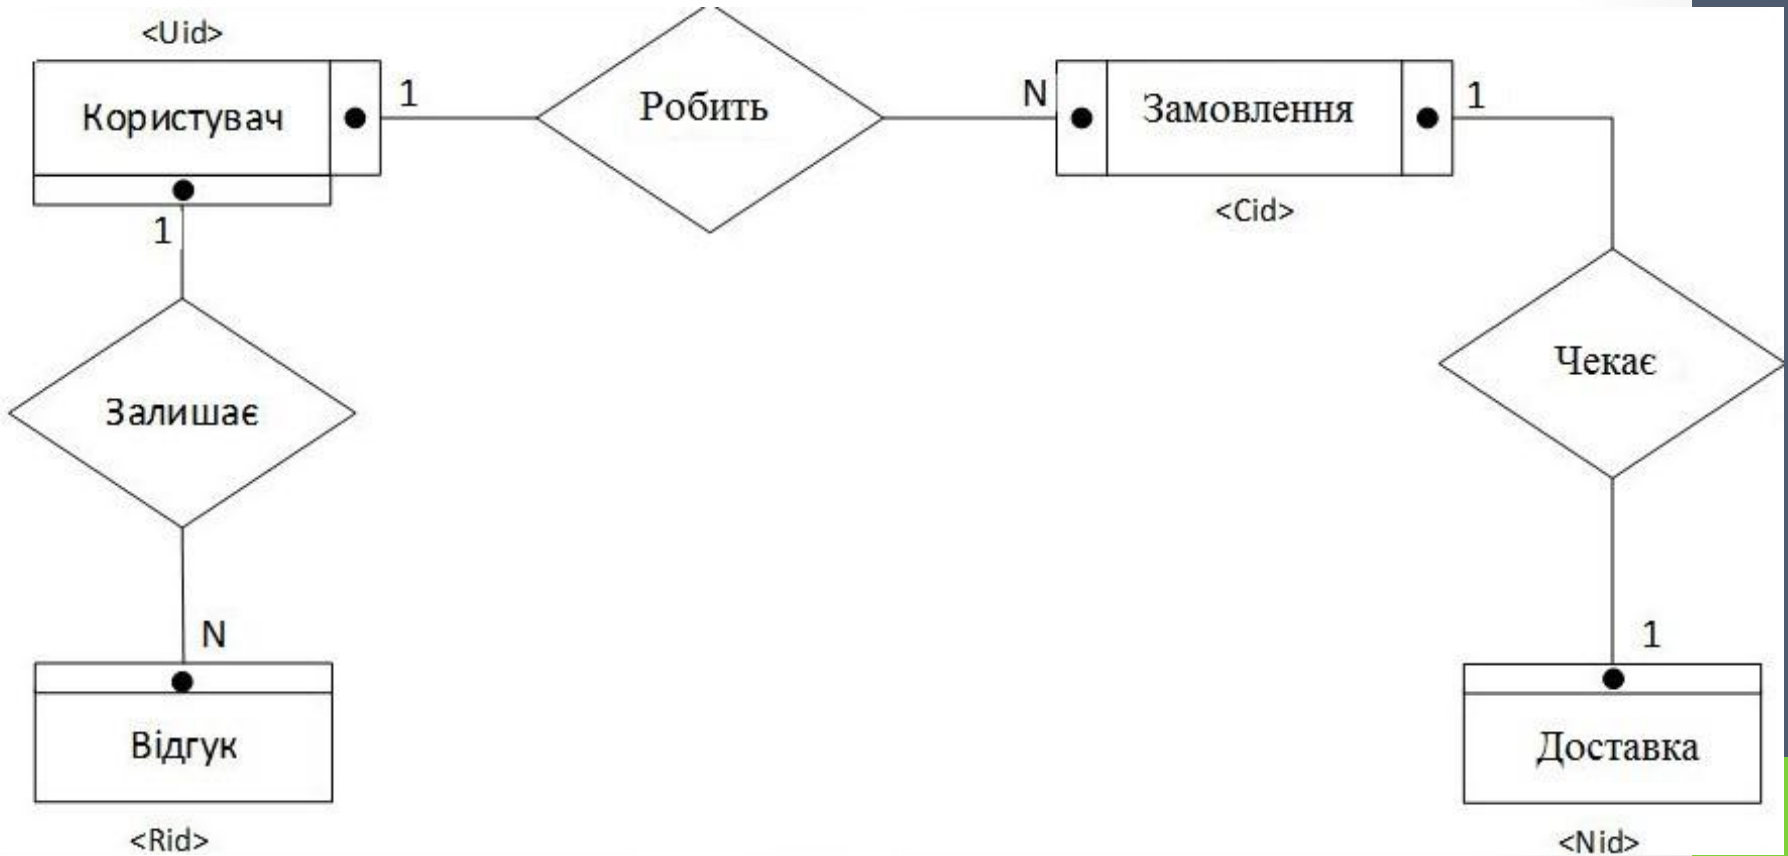 <Uid>
Користувач
1
Робить
N
Замовлення
1
<Cid>
1
Залишає
Чекає
N
1
Відгук
Доставка
<Rid>
<Nid>